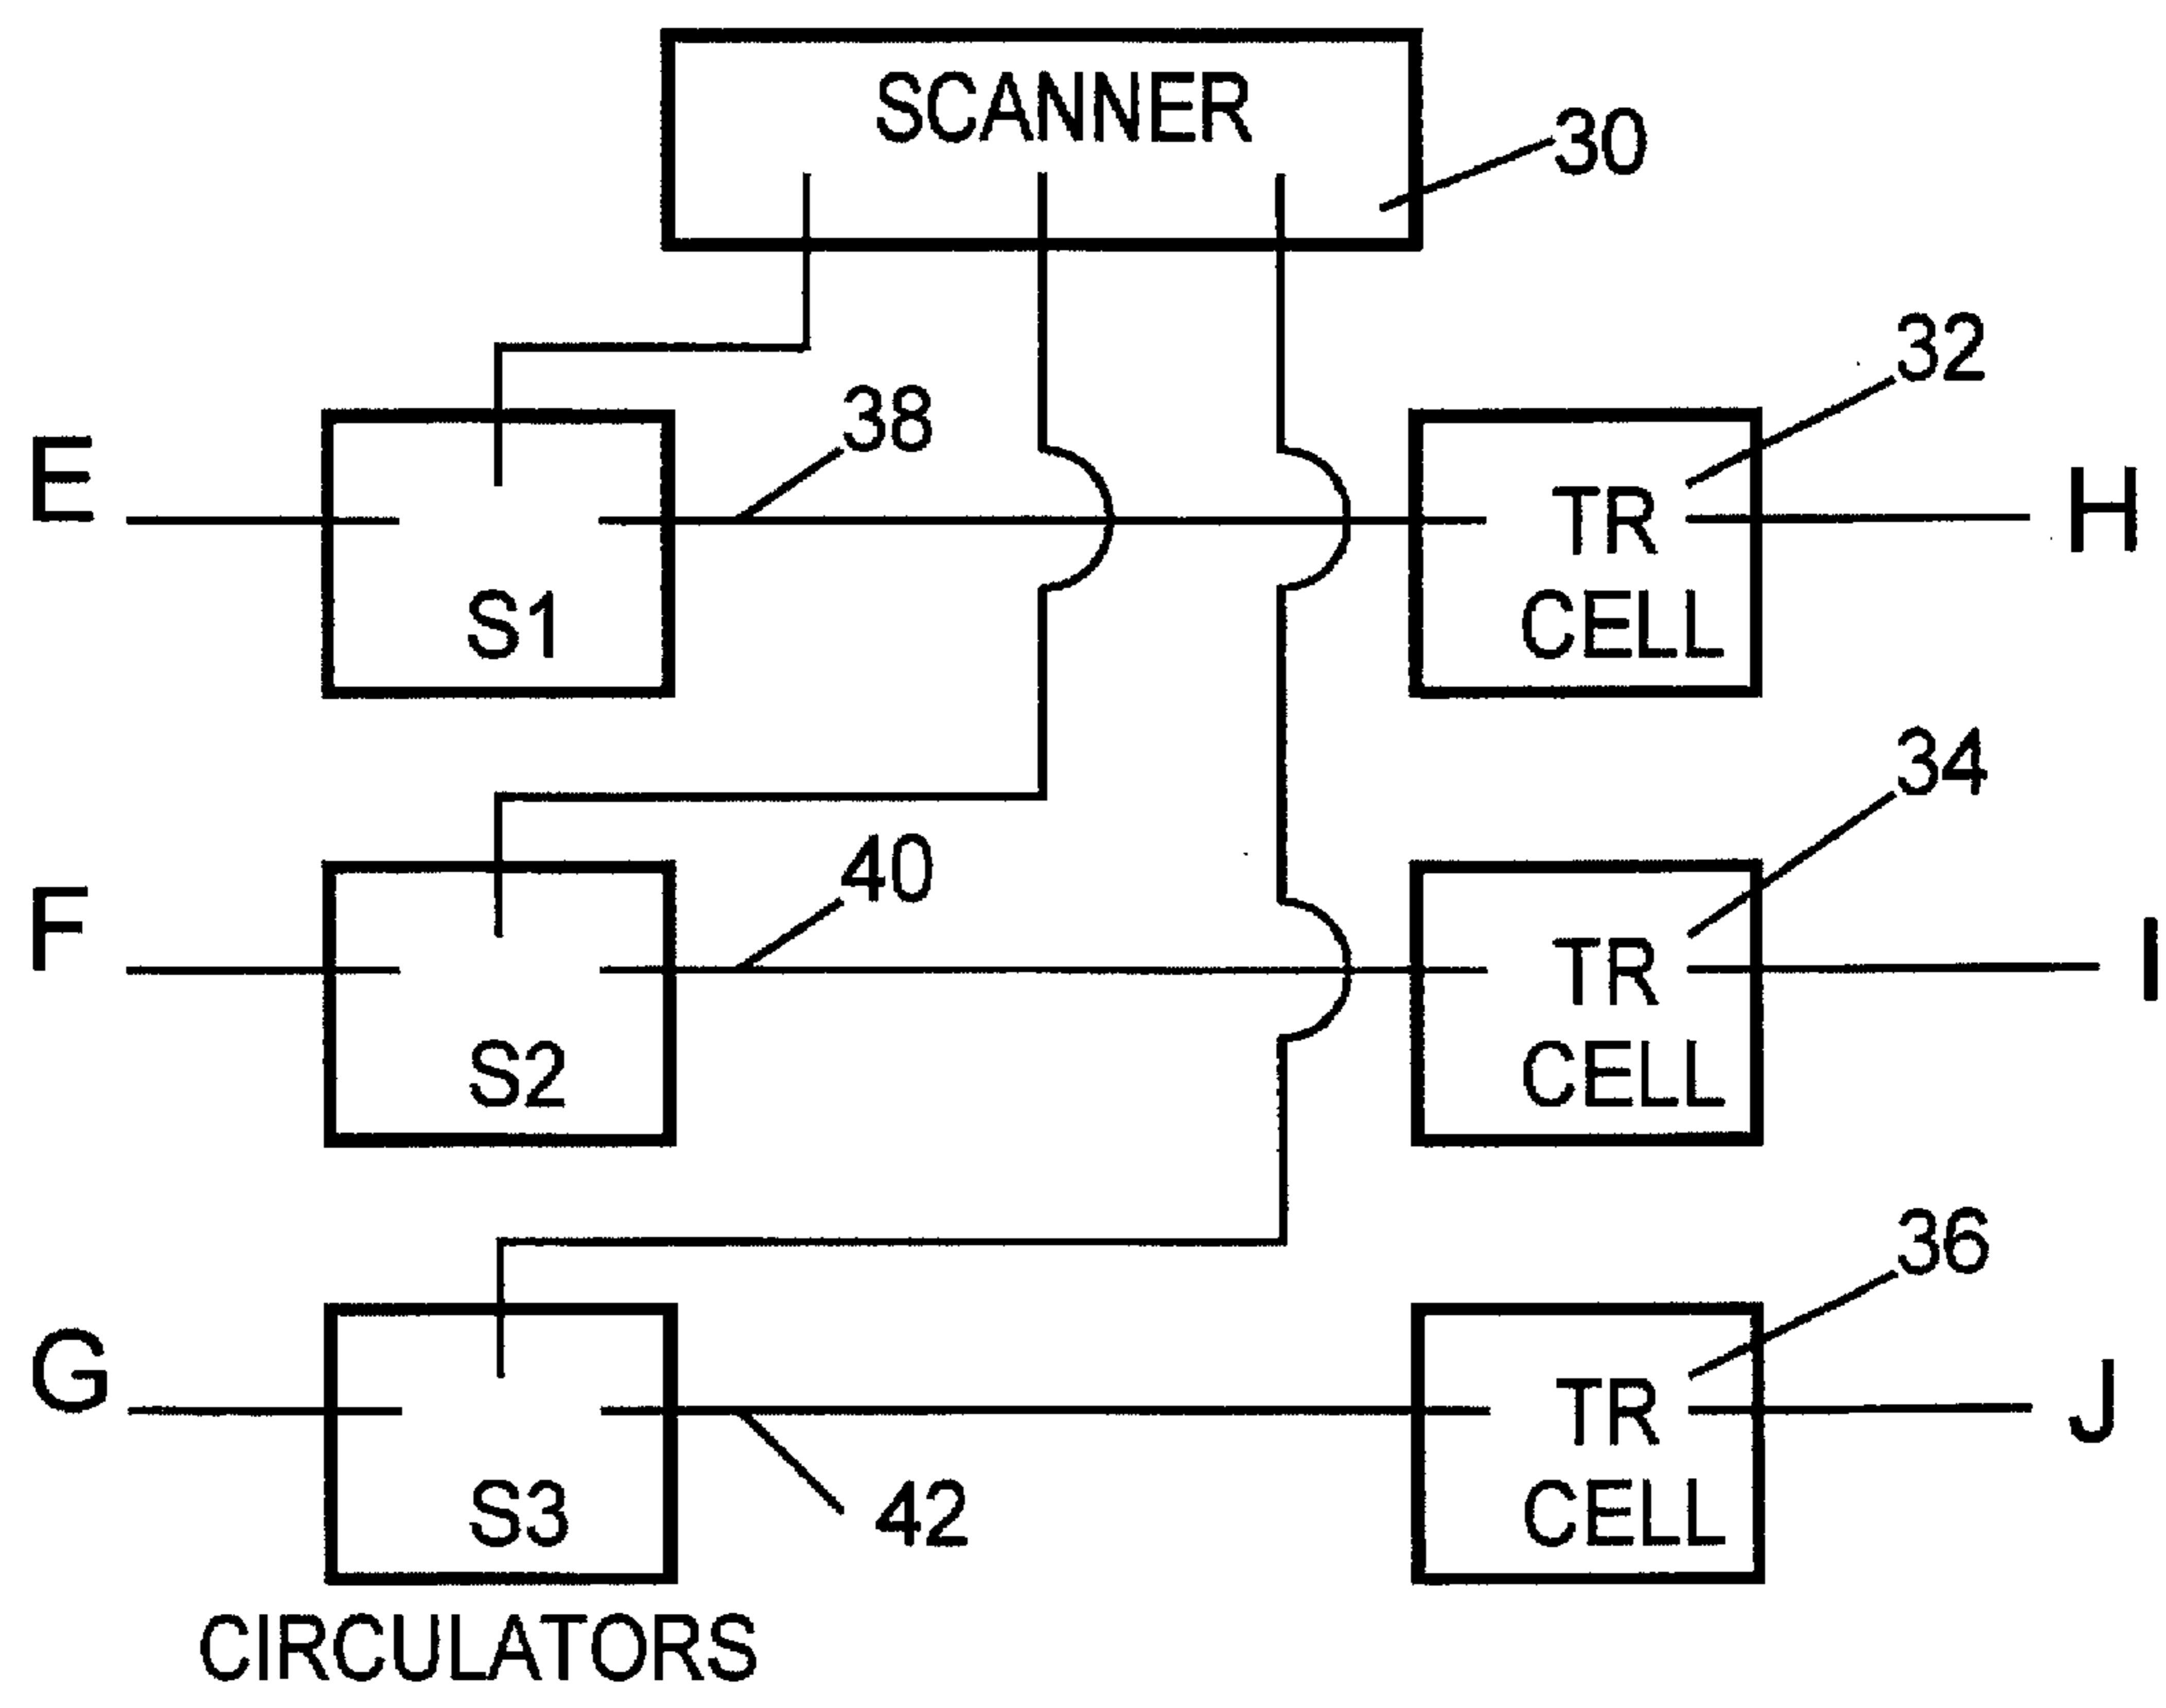 SCANNER
30
32
38
E
H
TR
CELL
S1
34
40
F
I
TR
CELL
S2
36
G
J
TR
CELL
S3
42
CIRCULATORS